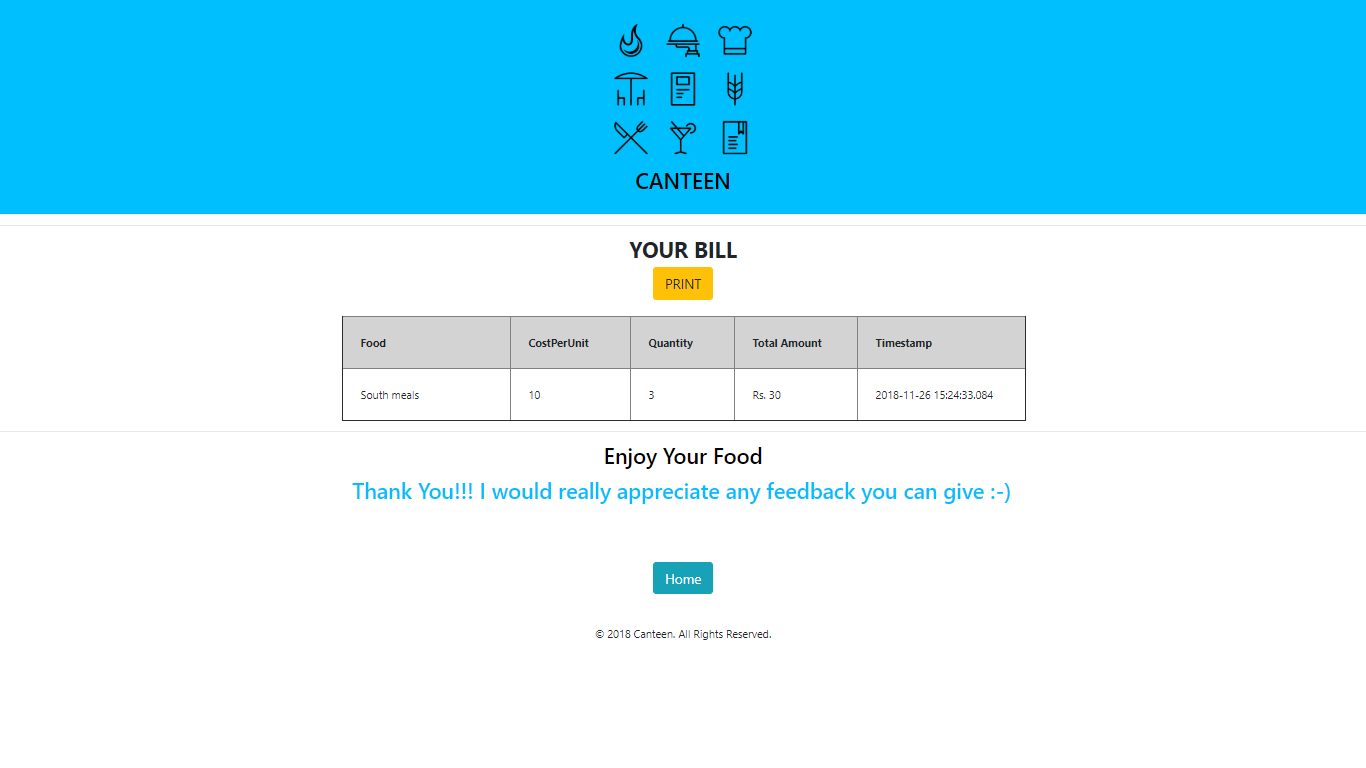 CANTEEN
YOUR BILL
PRINT
Food CostPerUnit Quantity Total Amount Timestamp
South meals 10 3 Rs. 30 2018-11-26 15:24:33.084
Enjoy Your Food
Thank You!!! I would really appreciate any feedback you can give :-)
Home
© 2018 Canteen. All Rights Reserved.